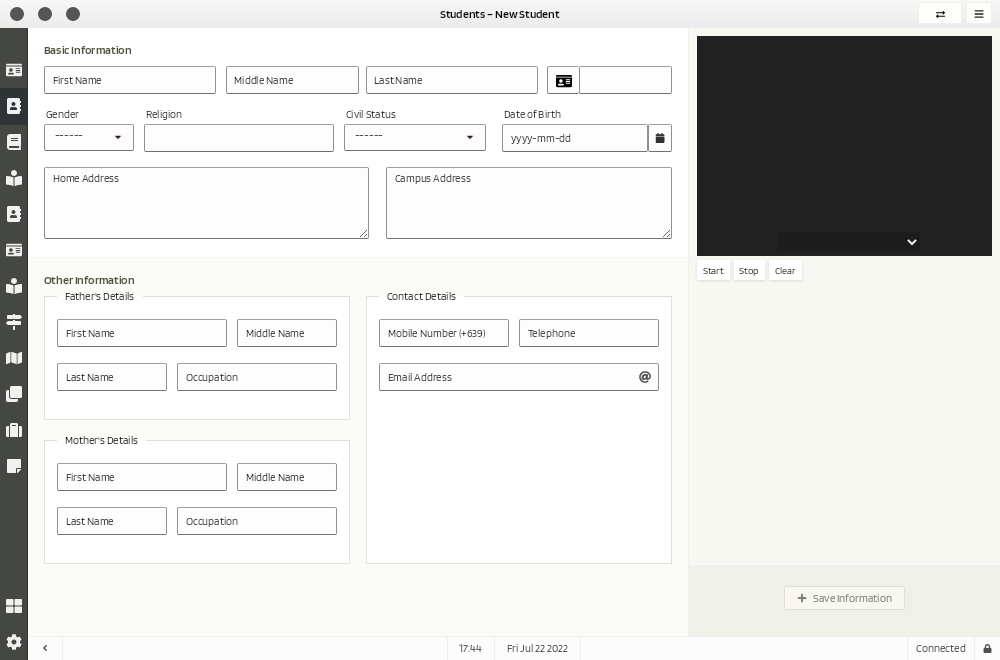 Students – New Student
Basic Information
First Name
Middle Name
Last Name
Gender
Religion
Civil Status
Date of Birth
------
------
yyyy-mm-dd
Home Address
Campus Address
Start
Stop
Clear
Other Information
Father's Details
First Name
Middle Name
Last Name
Occupation
Mother's Details
First Name
Middle Name
Last Name
Occupation
Contact Details
Mobile Number (+639)
Telephone
Email Address
@
Save Information
17:44
Fri Jul 22 2022
Connected